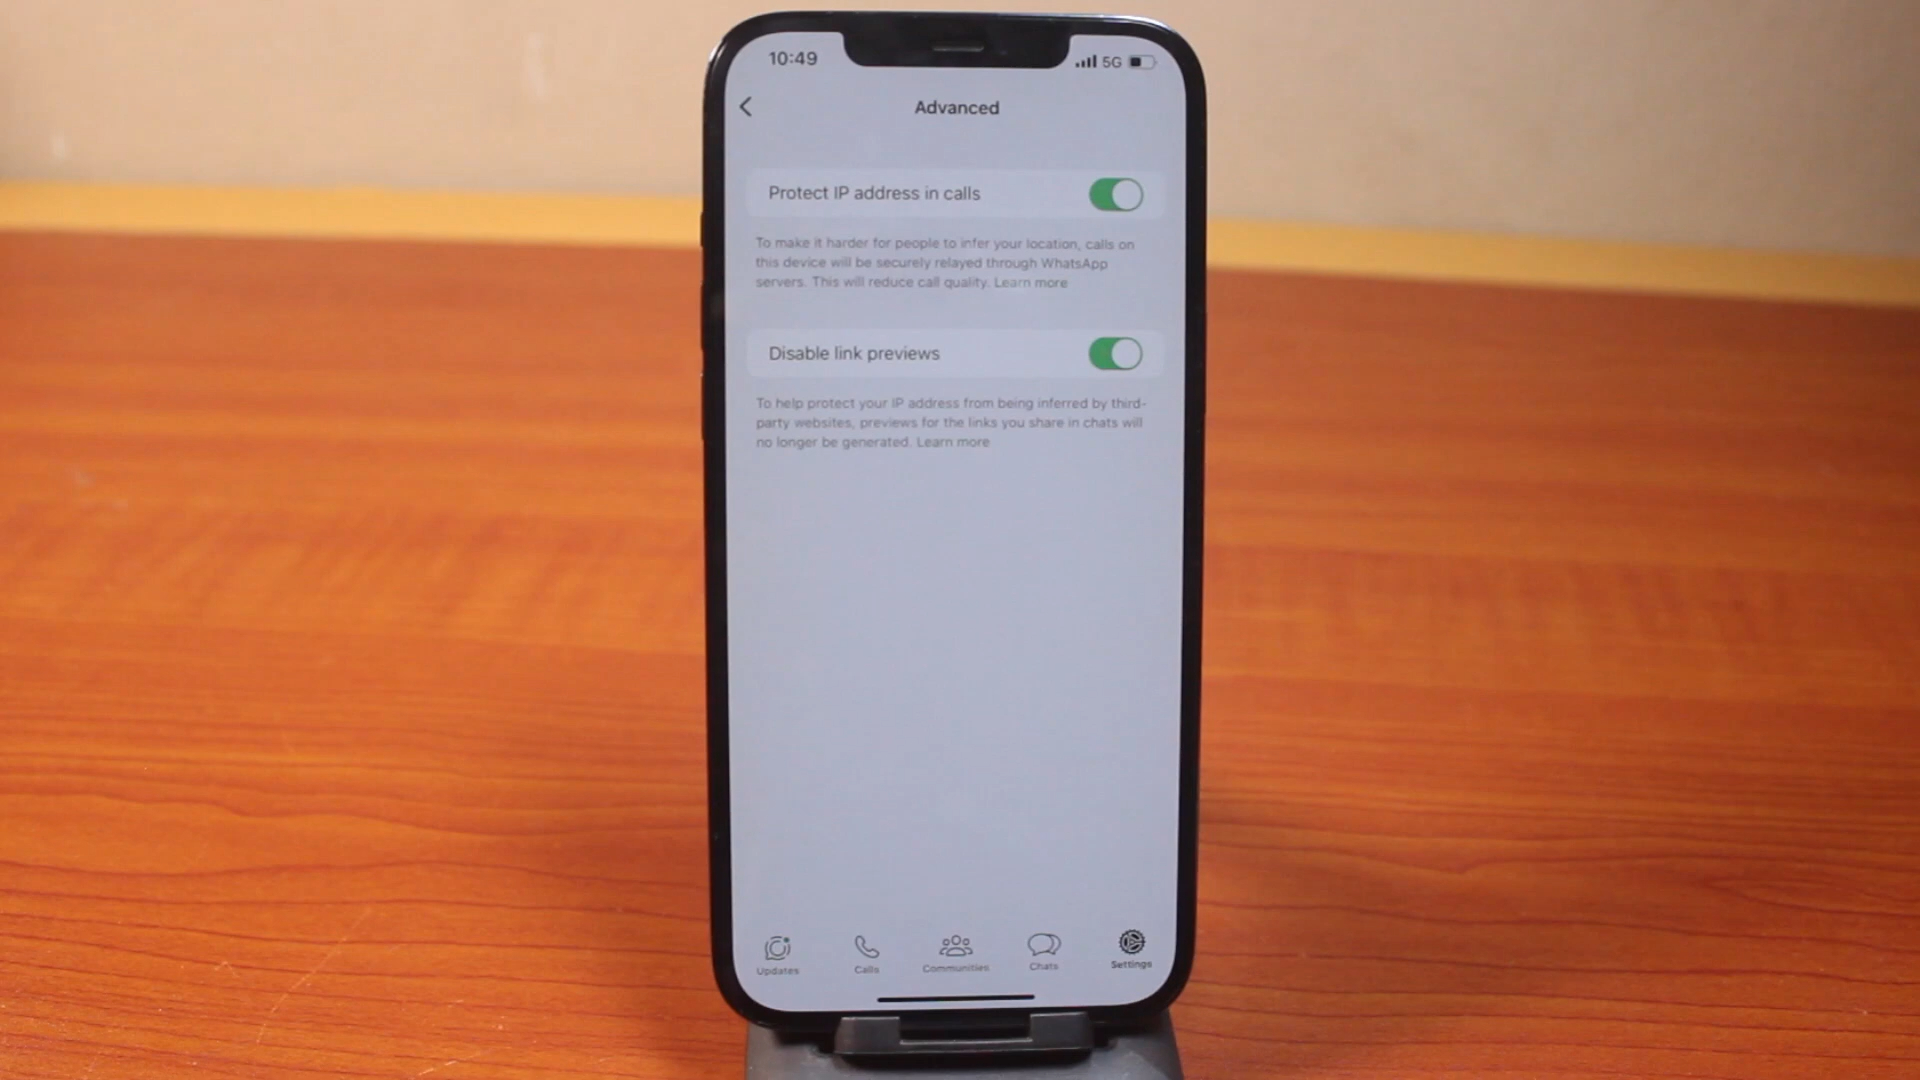 10:49
5G
Advanced
Protect IP address in calls
To make it harder for people to infer your location, calls on
this device will be securely relayed through WhatsApp
servers. This will reduce call quality. Learn more
Disable link previews
To help protect your IP address from being inferred by third-
party websites, previews for the links you share in chats will
no longer be generated. Learn more
Updates
Calls
Communities
Chats
Settings